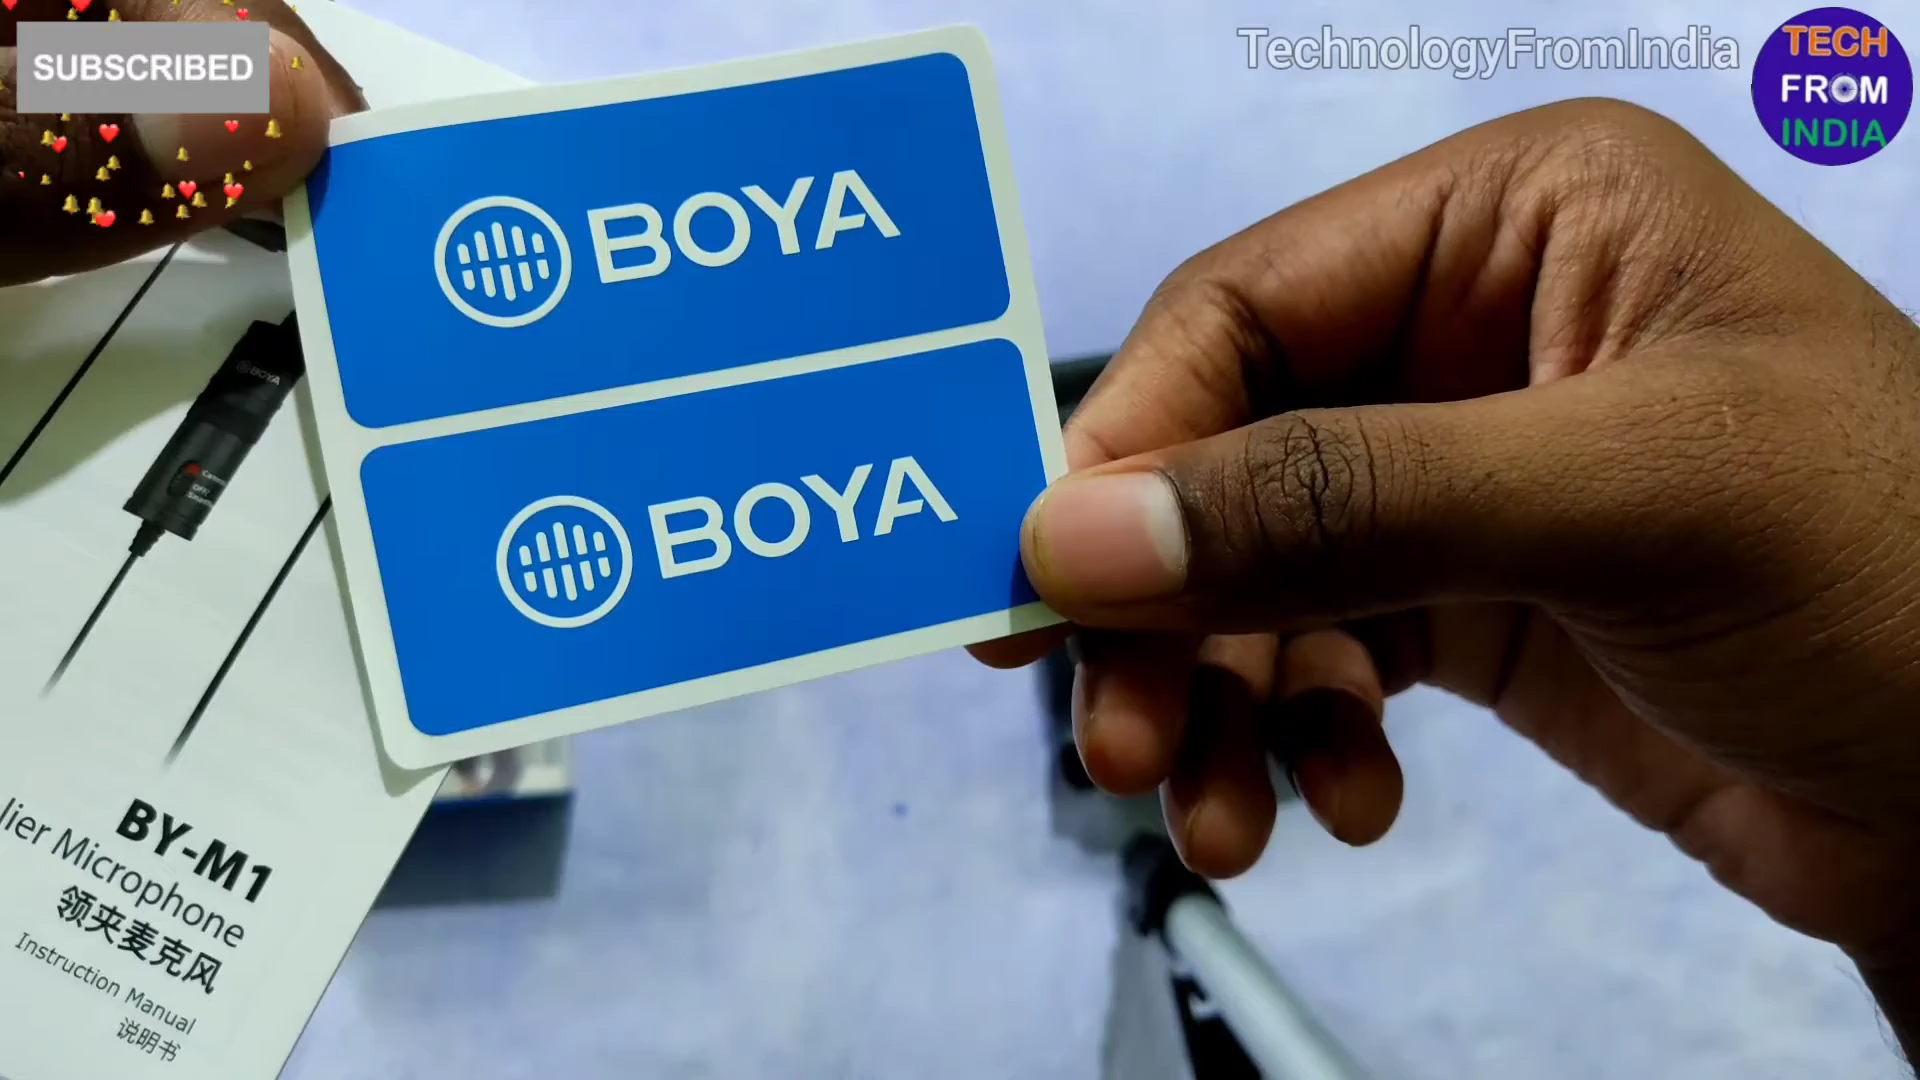 SUBSCRIBED
TechnologyFromIndia
TECH
FROM
INDIA
BOYA
BOYA
BOYA
BY-M1
lier Microphone
领夹麦克风
Instruction Manual
说明书